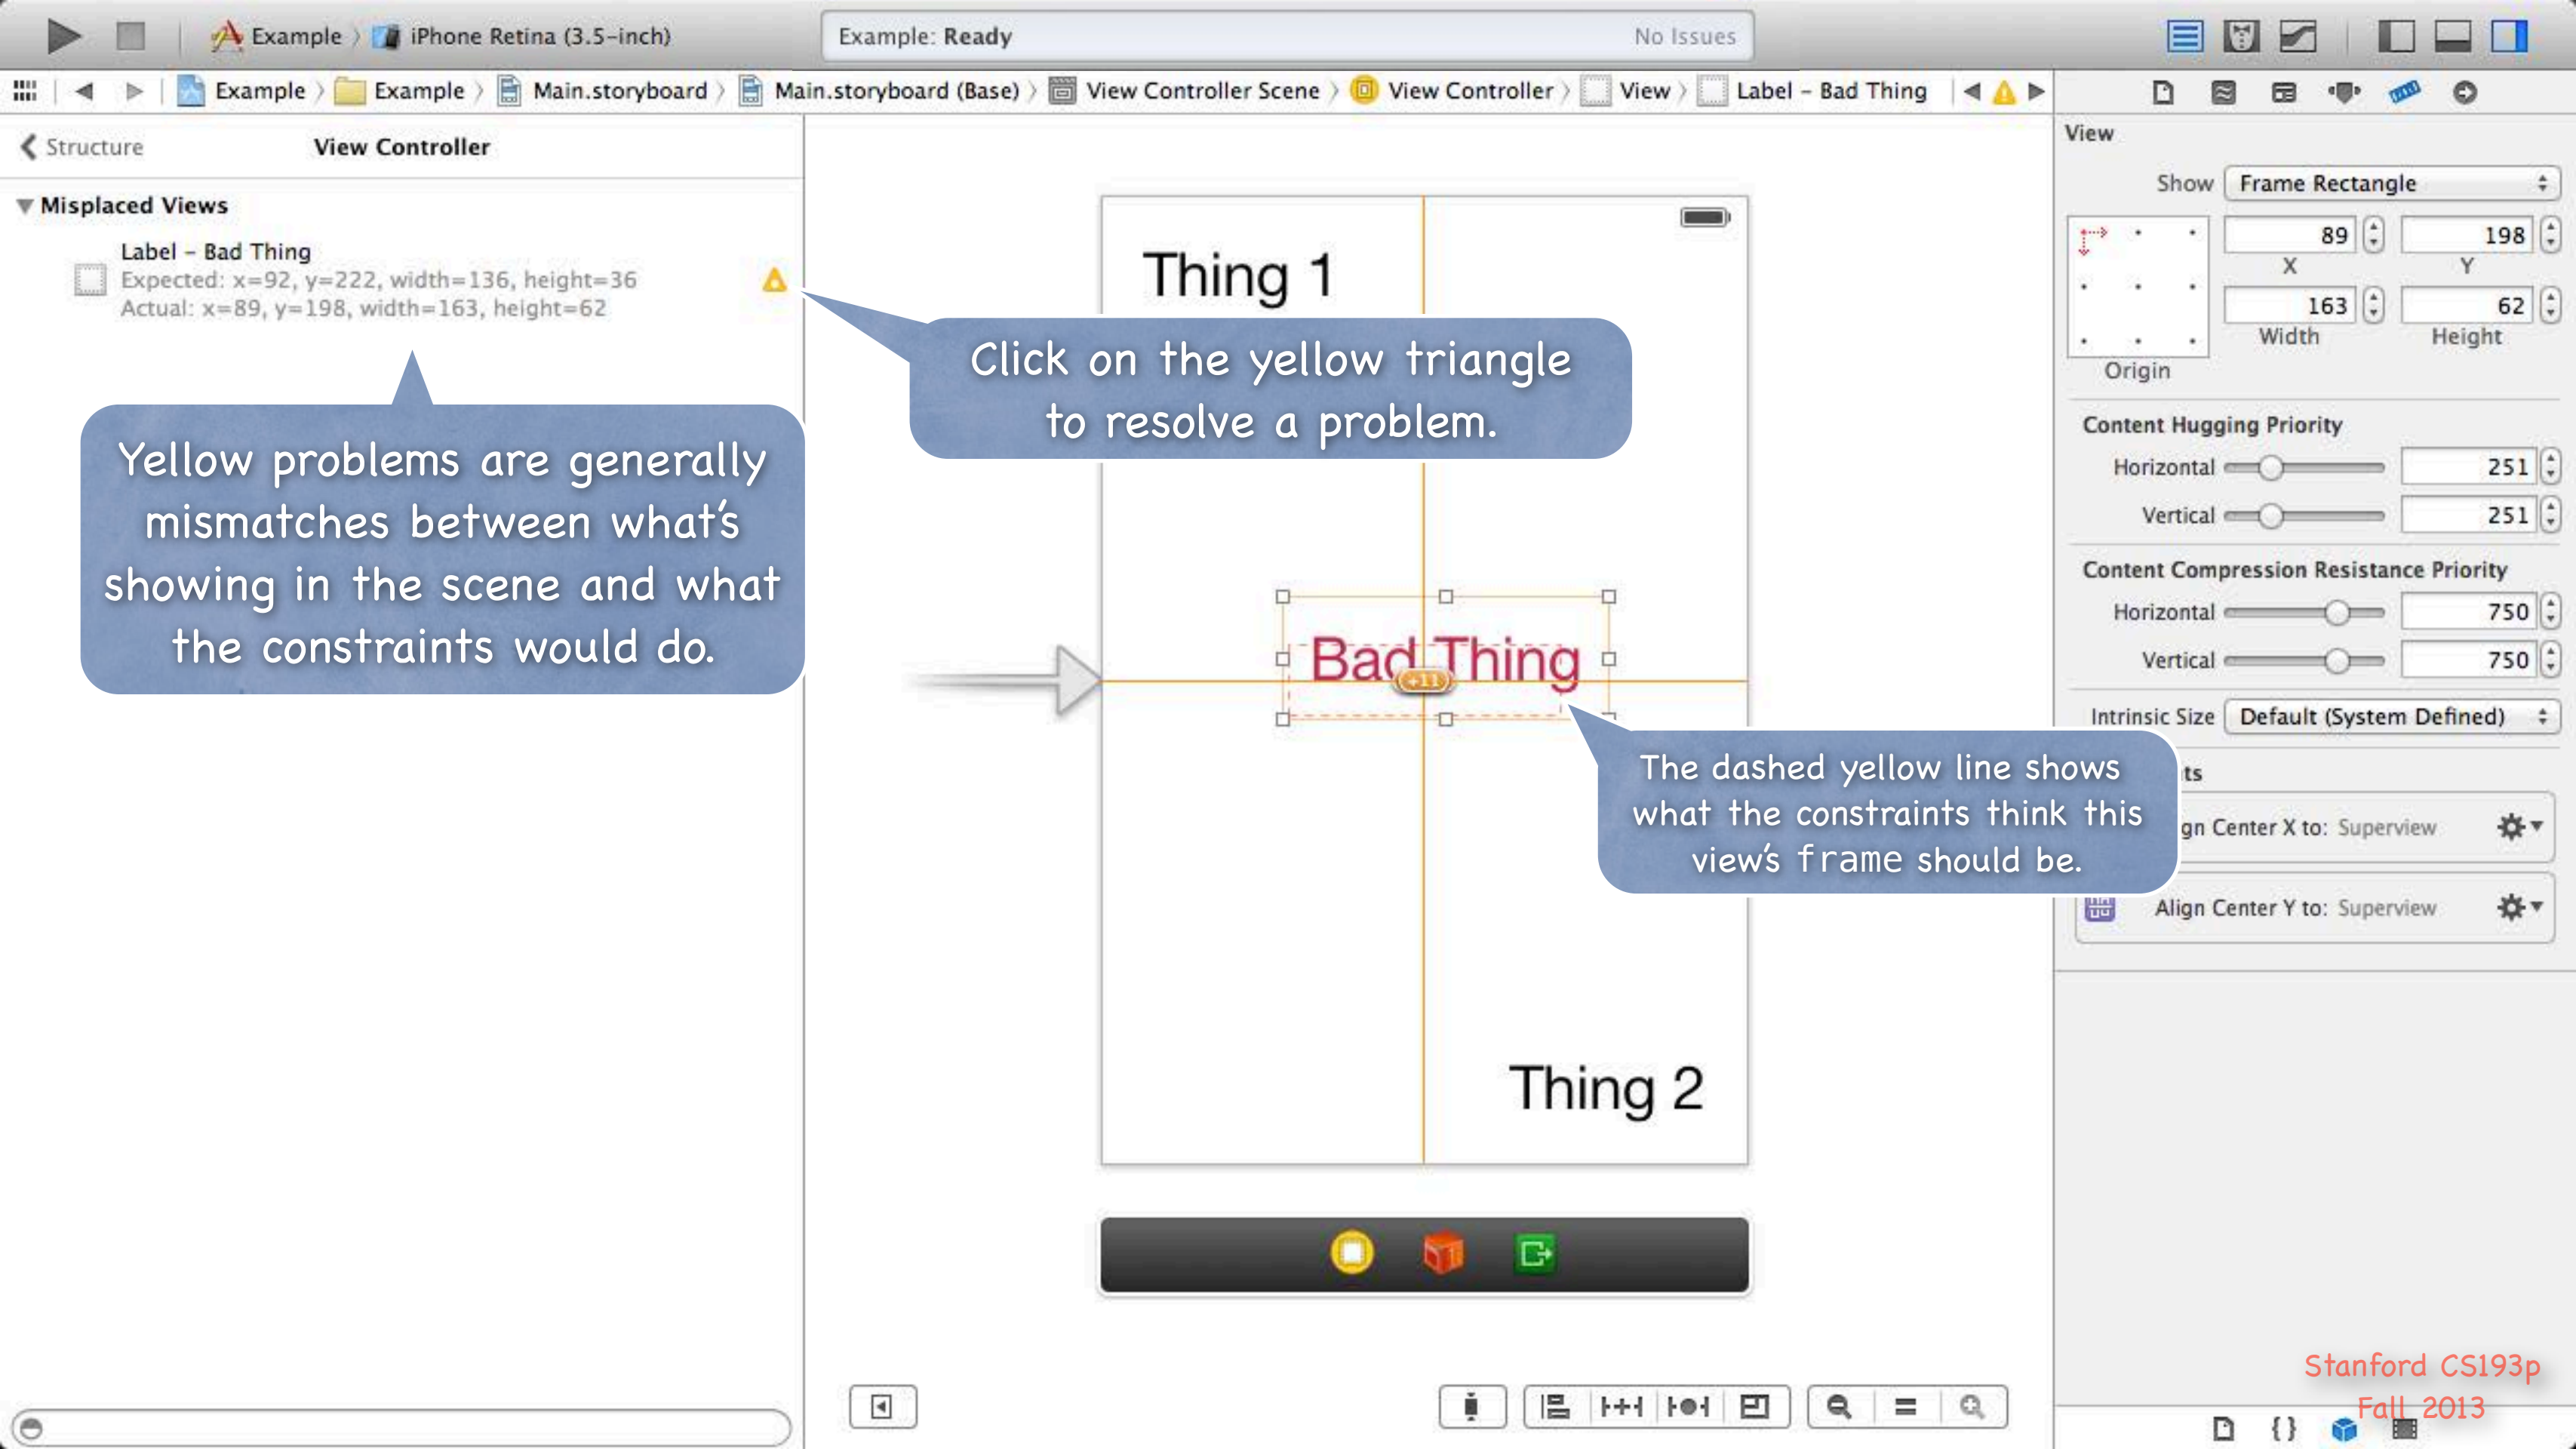 Example
iPhone Retina (3.5-inch)
Example: Ready
No Issues
Example
Example
Main.storyboard
Main.storyboard (Base)
View Controller Scene
View Controller
View
Label – Bad Thing
Structure
View Controller
Misplaced Views
Label – Bad Thing
Expected: x=92, y=222, width=136, height=36
Actual: x=89, y=198, width=163, height=62
Yellow problems are generally
mismatches between what's
showing in the scene and what
the constraints would do.
Thing 1
Click on the yellow triangle
to resolve a problem.
Bad Thing
+11
The dashed yellow line shows
what the constraints think this
view's frame should be.
Thing 2
View
Show Frame Rectangle
89 198
X Y
163 62
Width Height
Origin
Content Hugging Priority
Horizontal 251
Vertical 251
Content Compression Resistance Priority
Horizontal 750
Vertical 750
Intrinsic Size Default (System Defined)
ts
gn Center X to: Superview
Align Center Y to: Superview
Stanford CS193p
Fall 2013
{ }